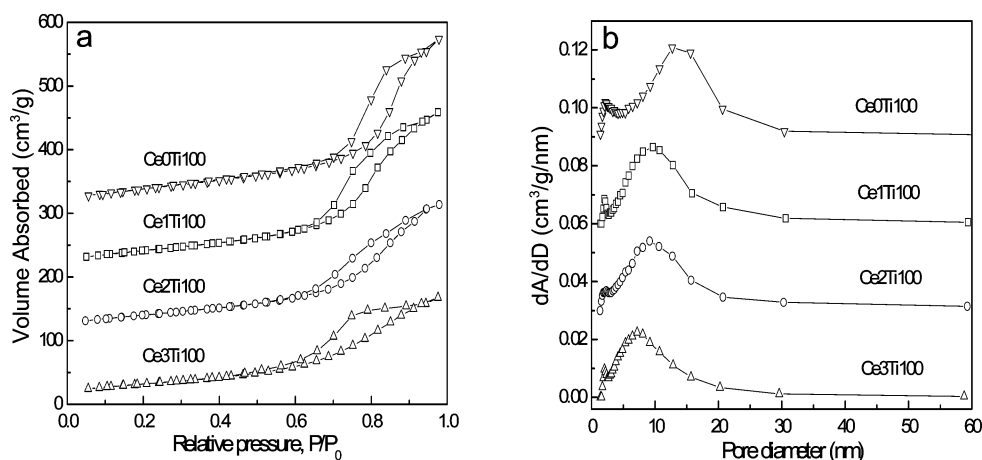 a
Volume Absorbed (cm³/g)
600
500
400
300
200
100
0
Ce0Ti100
Ce1Ti100
Ce2Ti100
Ce3Ti100
0.0 0.2 0.4 0.6 0.8 1.0
Relative pressure, P/P₀
b
dA/dD (cm³/g/nm)
0.12
0.10
0.08
0.06
0.04
0.02
0.00
Ce0Ti100
Ce1Ti100
Ce2Ti100
Ce3Ti100
0 10 20 30 40 50 60
Pore diameter (nm)